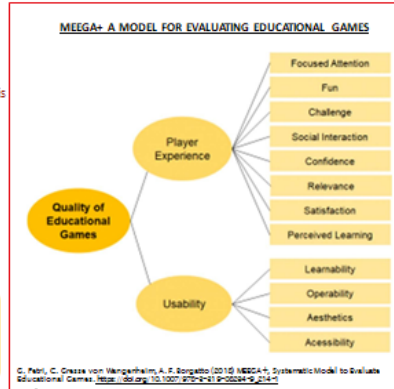 MEEGA+ A MODEL FOR EVALUATING EDUCATIONAL GAMES
is
Focused Attention
Fun
Challenge
Social Interaction
Confidence
Relevance
Satisfaction
Perceived Learning
Player
Experience
Quality of
Educational
Games
Usability
Learnability
Operability
Aesthetics
Acessibility
G. Petri, C. Gresse von Wangenheim, A. F. Borgatto (2018) MEEGA+, Systematic Model to Evaluate
Educational Games. https://doi.org/10.1007/978-3-319-08234-9_214-1